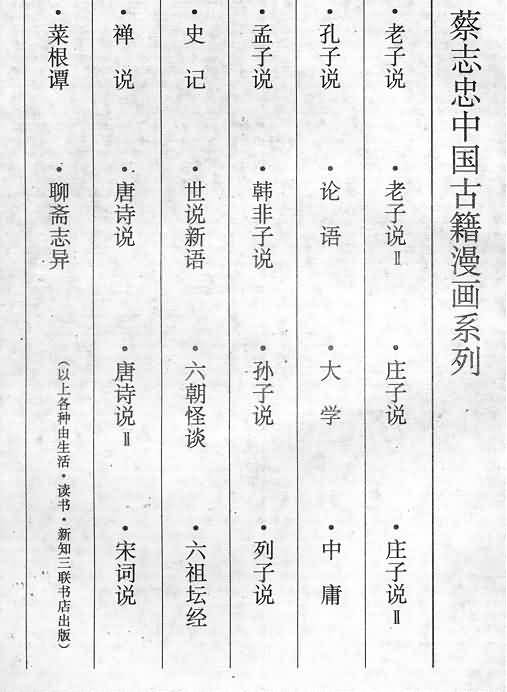 蔡志忠中国古籍漫画系列
·老子说 ·老子说Ⅱ ·庄子说 ·庄子说Ⅱ
·孔子说 ·论语 ·大学 ·中庸
·孟子说 ·韩非子说 ·孙子说 ·列子说
·史记 ·世说新语 ·六朝怪谈 ·六祖坛经
·禅说 ·唐诗说 ·唐诗说Ⅱ ·宋词说
·菜根谭 ·聊斋志异 （以上各种由生活·读书·新知三联书店出版）